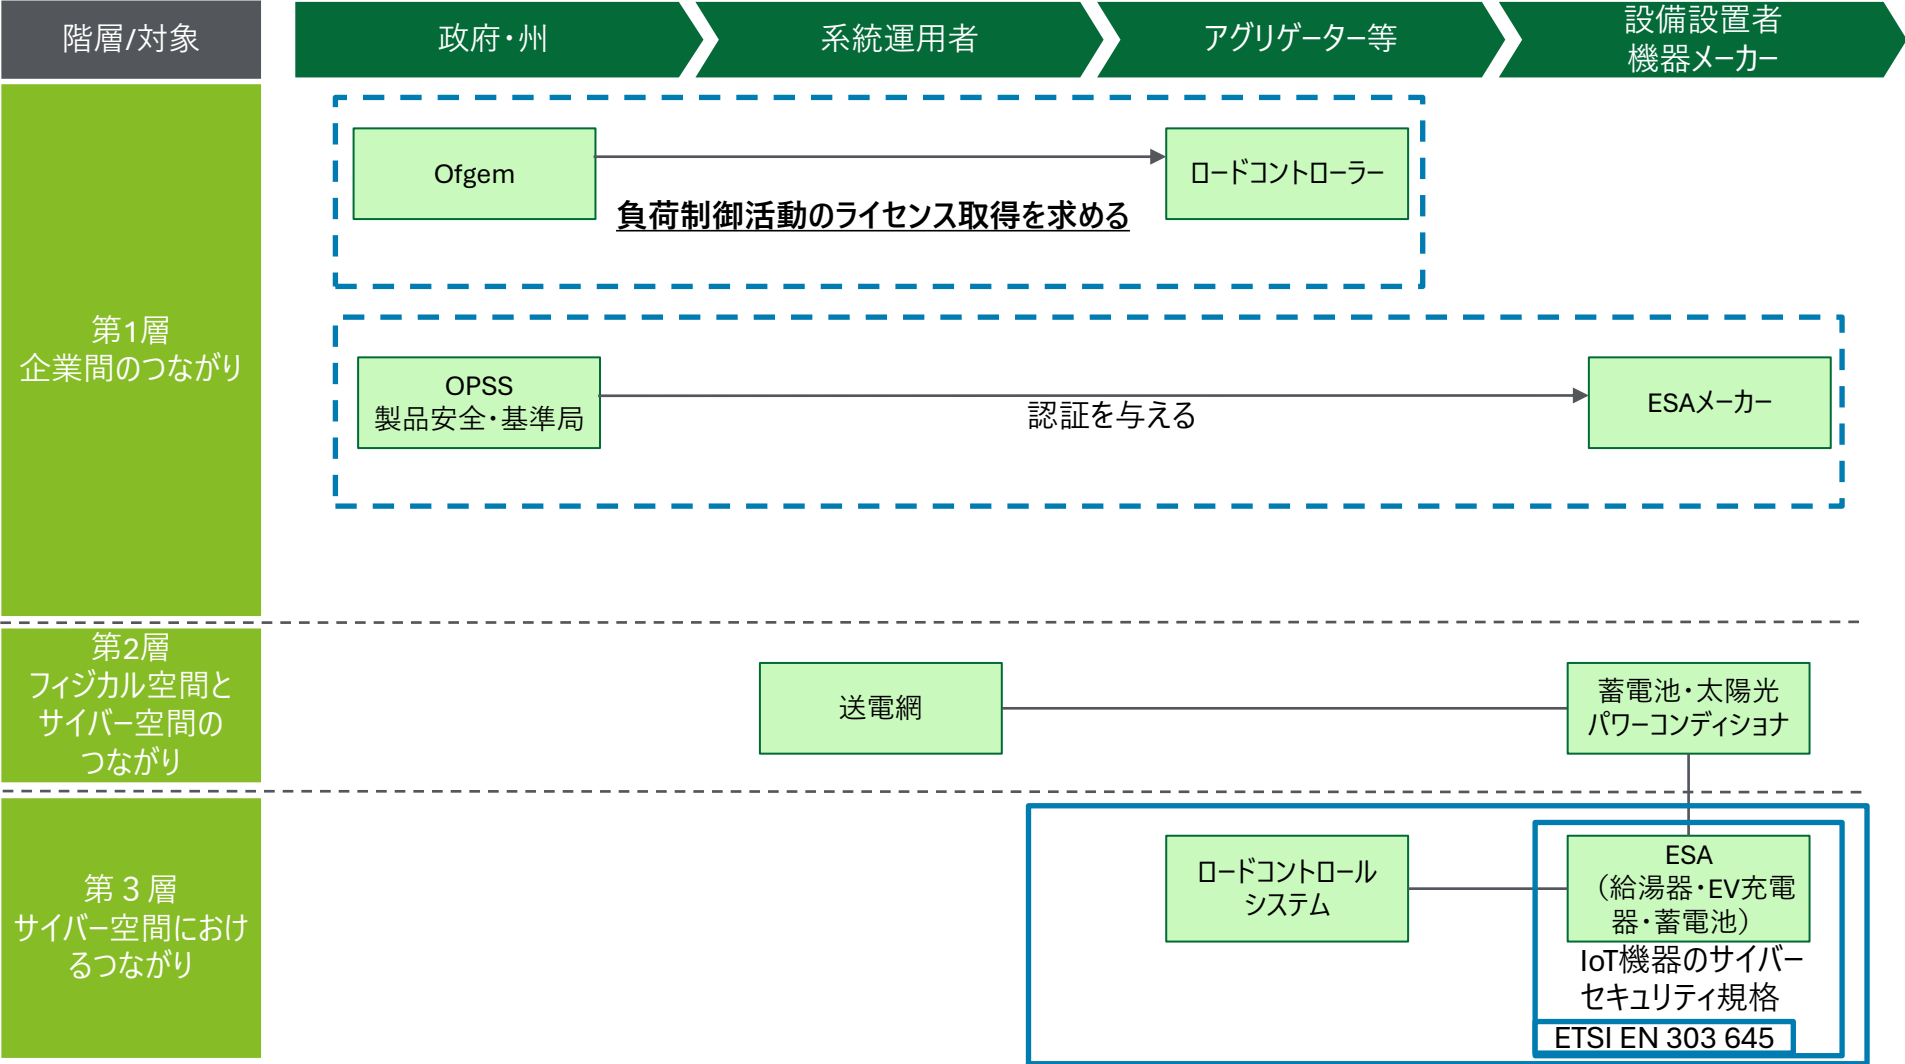 階層/対象
政府・州
系統運用者
アグリゲーター等
設備設置者
機器メーカー
第1層
企業間のつながり
Ofgem
ロードコントローラー
負荷制御活動のライセンス取得を求める
OPSS
製品安全・基準局
認証を与える
ESAメーカー
第2層
フィジカル空間と
サイバー空間の
つながり
送電網
蓄電池・太陽光
パワーコンディショナ
第３層
サイバー空間におけ
るつながり
ロードコントロール
システム
ESA
（給湯器・EV充電
器・蓄電池）
IoT機器のサイバー
セキュリティ規格
ETSI EN 303 645